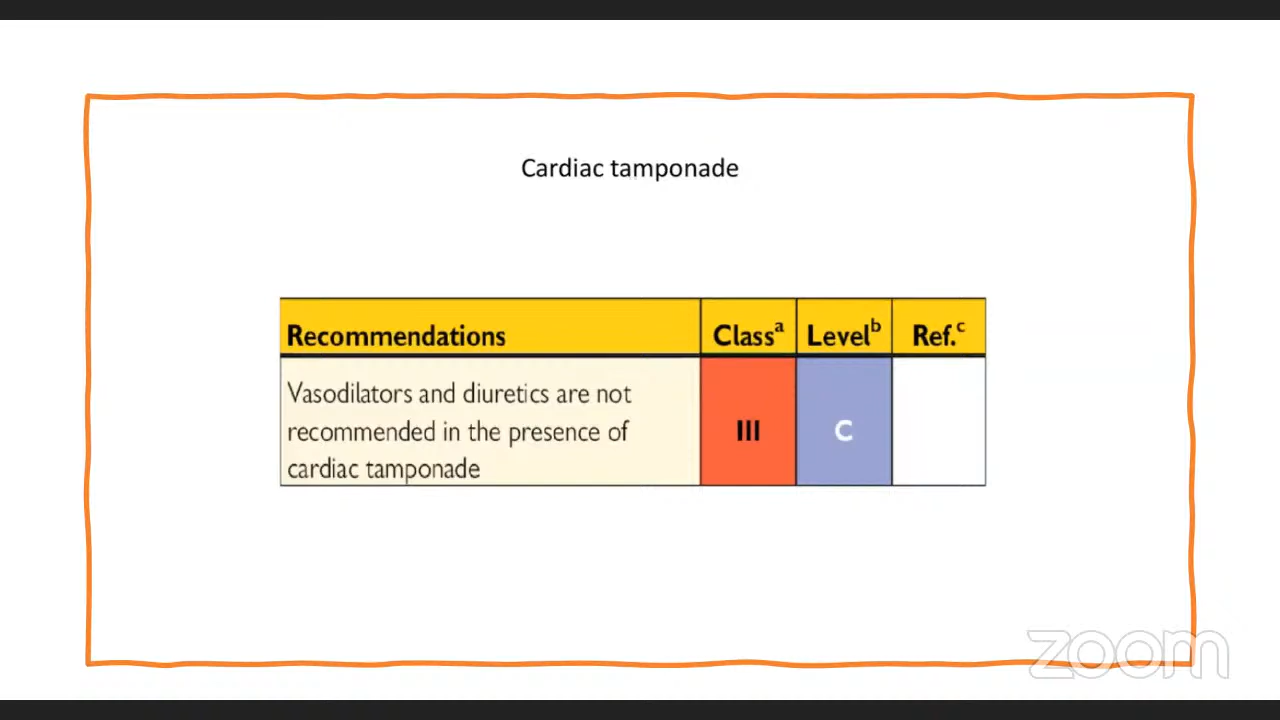 Cardiac tamponade
Recommendations Classᵃ Levelᵇ Ref.ᶜ
Vasodilators and diuretics are not
recommended in the presence of
cardiac tamponade
III C
zoom